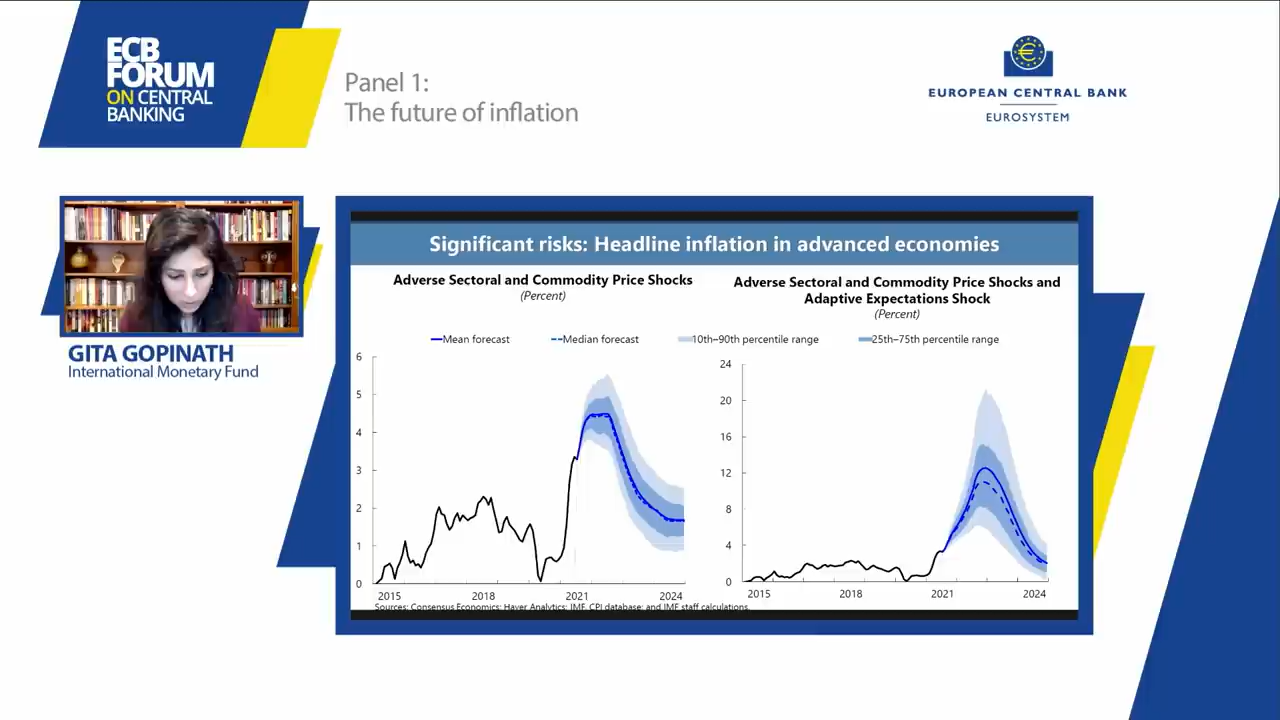 ECB
FORUM
ON CENTRAL
BANKING
Panel 1:
The future of inflation
EUROPEAN CENTRAL BANK
EUROSYSTEM
GITA GOPINATH
International Monetary Fund
Significant risks: Headline inflation in advanced economies
Adverse Sectoral and Commodity Price Shocks
(Percent)
Adverse Sectoral and Commodity Price Shocks and
Adaptive Expectations Shock
(Percent)
Mean forecast
Median forecast
10th–90th percentile range
25th–75th percentile range
6
5
4
3
2
1
0
2015
2018
2021
2024
24
20
16
12
8
4
0
2015
2018
2021
2024
Sources: Consensus Economics; Haver Analytics; IMF, CPI database; and IMF staff calculations.